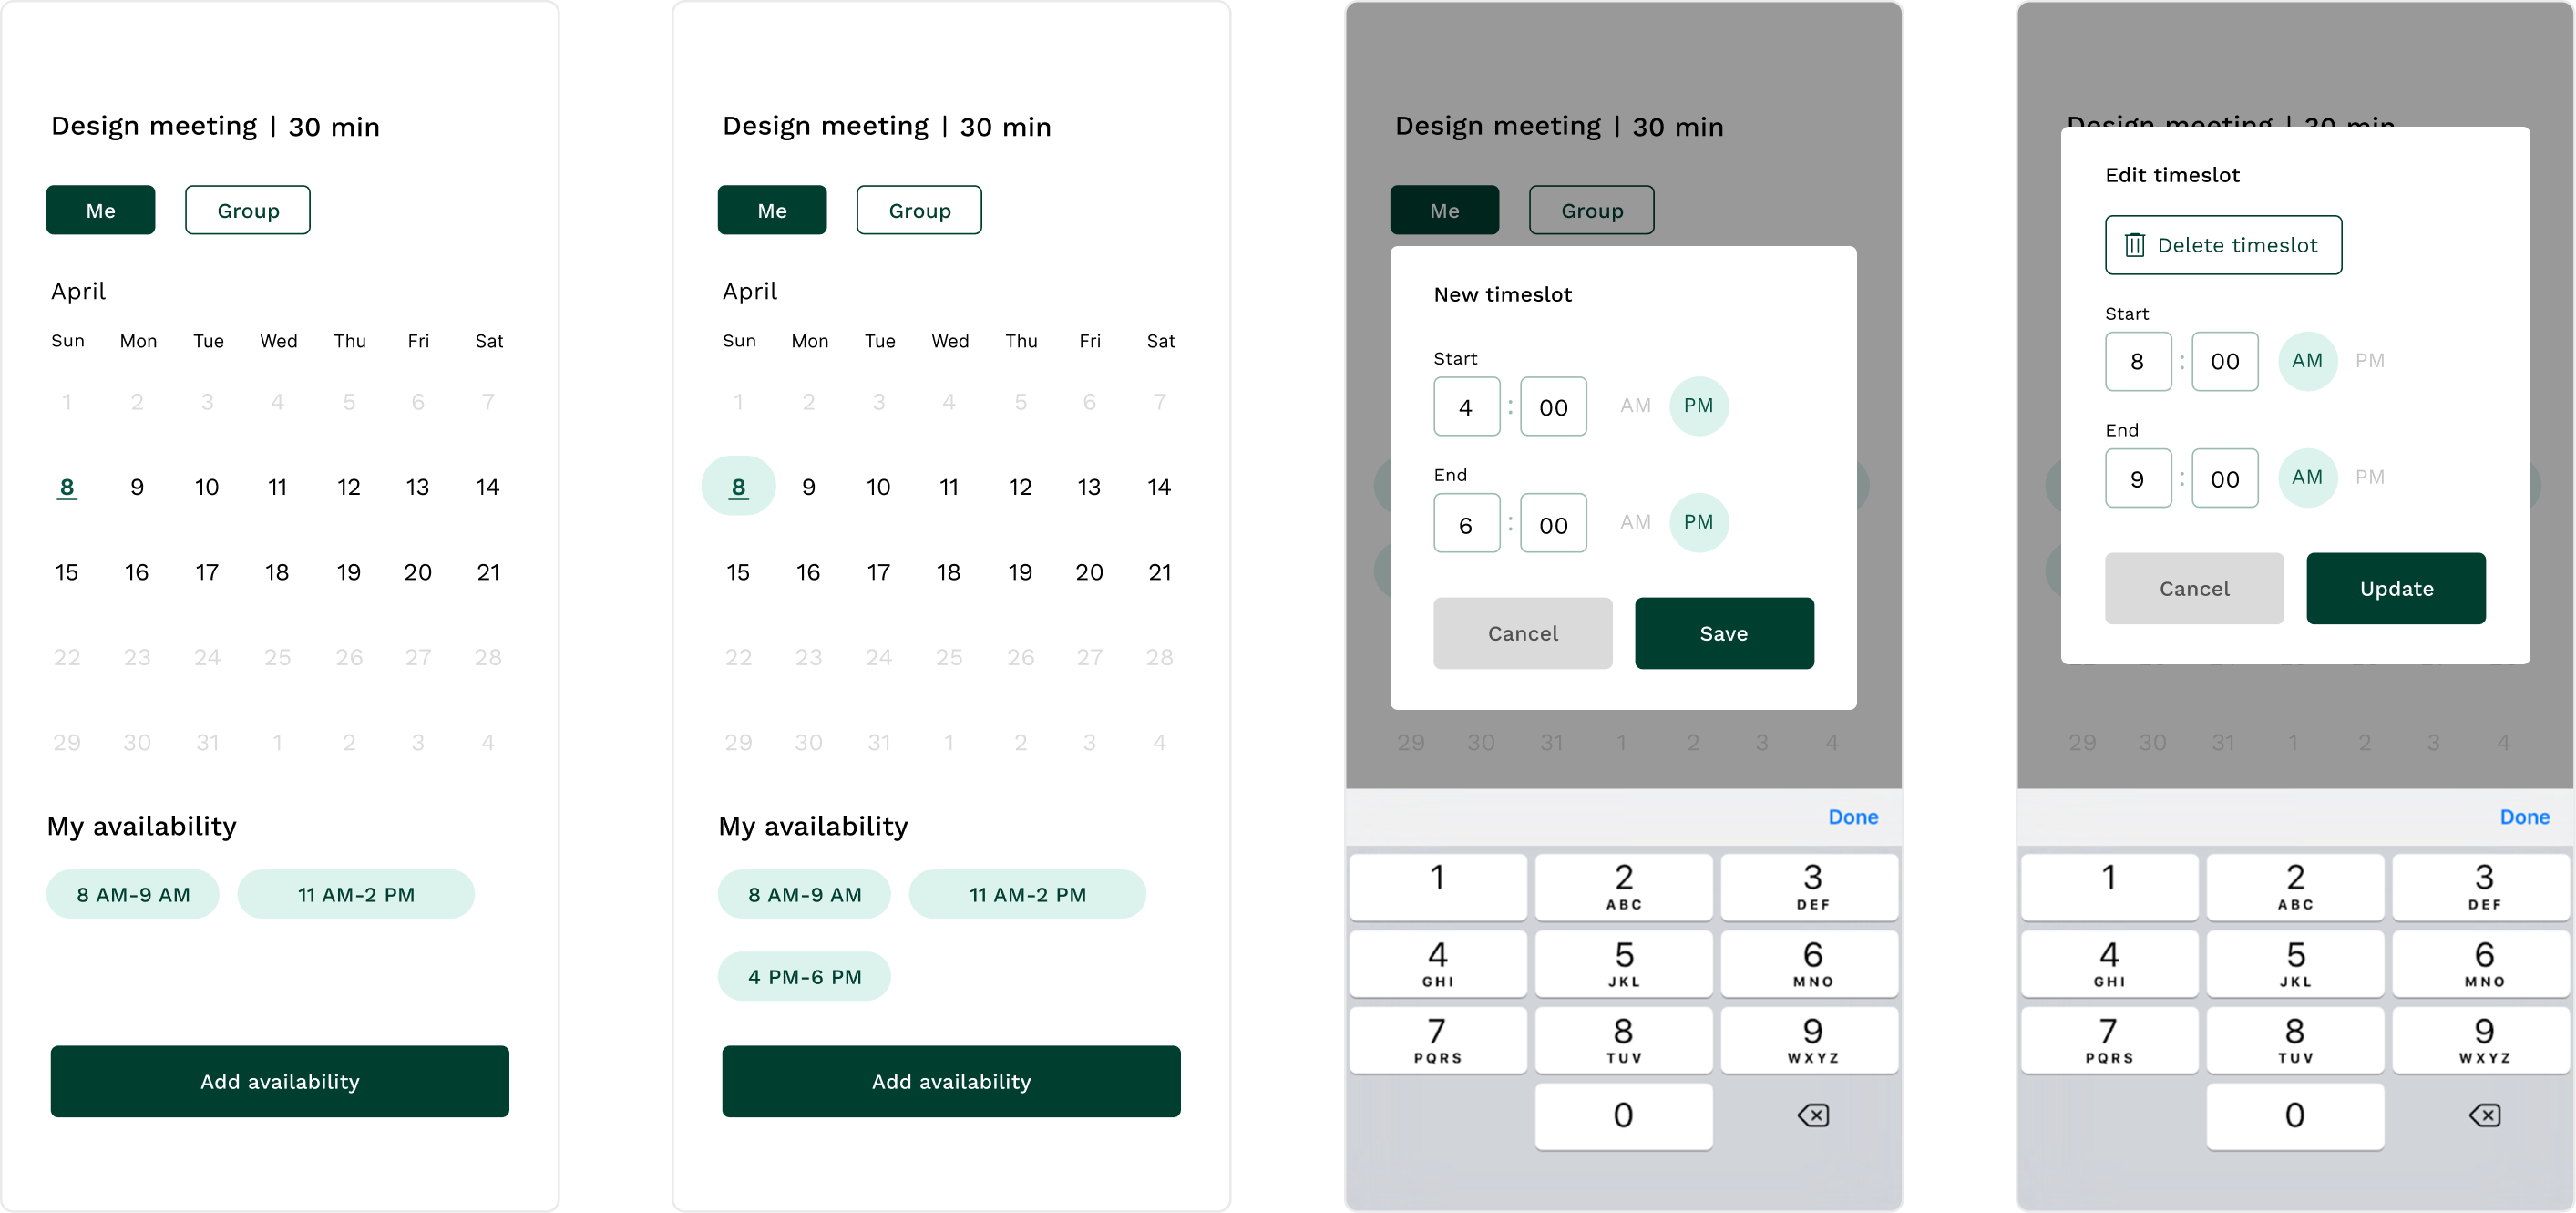 Design meeting | 30 min
Me Group
April
Sun Mon Tue Wed Thu Fri Sat
1 2 3 4 5 6 7
8 9 10 11 12 13 14
15 16 17 18 19 20 21
22 23 24 25 26 27 28
29 30 31 1 2 3 4
My availability
8 AM-9 AM 11 AM-2 PM
Add availability
Design meeting | 30 min
Me Group
April
Sun Mon Tue Wed Thu Fri Sat
1 2 3 4 5 6 7
8 9 10 11 12 13 14
15 16 17 18 19 20 21
22 23 24 25 26 27 28
29 30 31 1 2 3 4
My availability
8 AM-9 AM 11 AM-2 PM
4 PM-6 PM
Add availability
Design meeting | 30 min
Me Group
New timeslot
Start
4 : 00 AM PM
End
6 : 00 AM PM
Cancel Save
29 30 31 1 2 3 4
Done
1 2 3
ABC DEF
4 5 6
GHI JKL MNO
7 8 9
PQRS TUV WXYZ
0
Design meeting | 30 min
Edit timeslot
Delete timeslot
Start
8 : 00 AM PM
End
9 : 00 AM PM
Cancel Update
29 30 31 1 2 3 4
Done
1 2 3
ABC DEF
4 5 6
GHI JKL MNO
7 8 9
PQRS TUV WXYZ
0